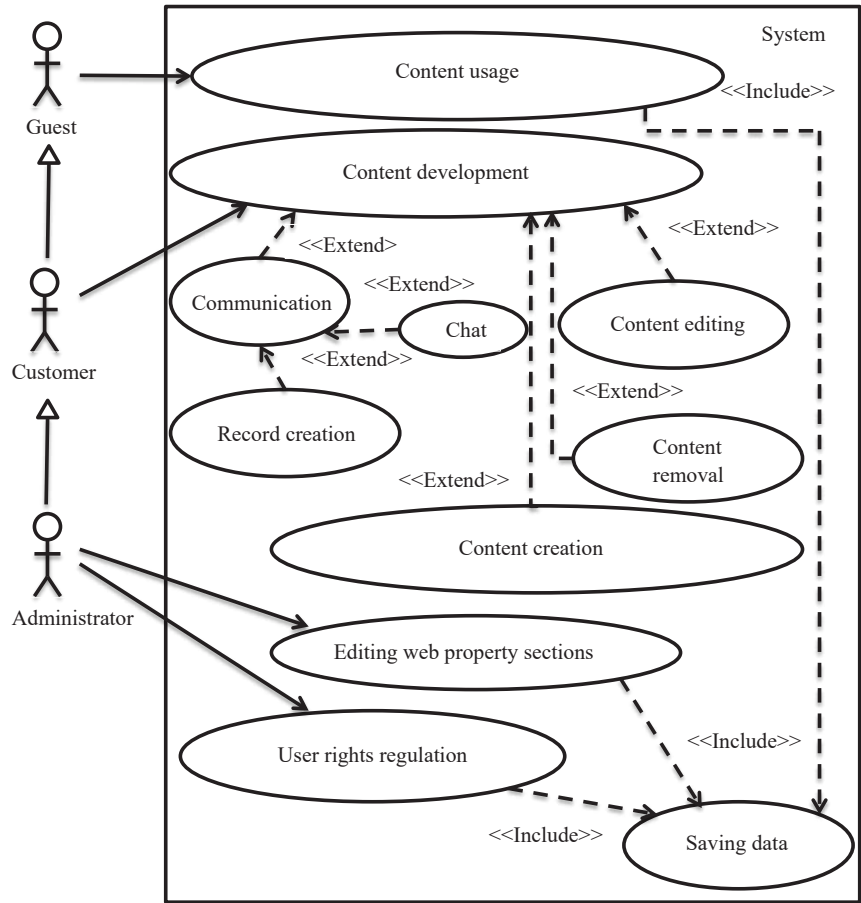 System
Content usage
<<Include>>
Guest
Content development
<<Extend>>
<<Extend>
<<Extend>>
Communication
Chat
Content editing
<<Extend>>
Customer
<<Extend>>
Record creation
Content
removal
<<Extend>>
Content creation
Administrator
Editing web property sections
<<Include>>
User rights regulation
<<Include>>
Saving data